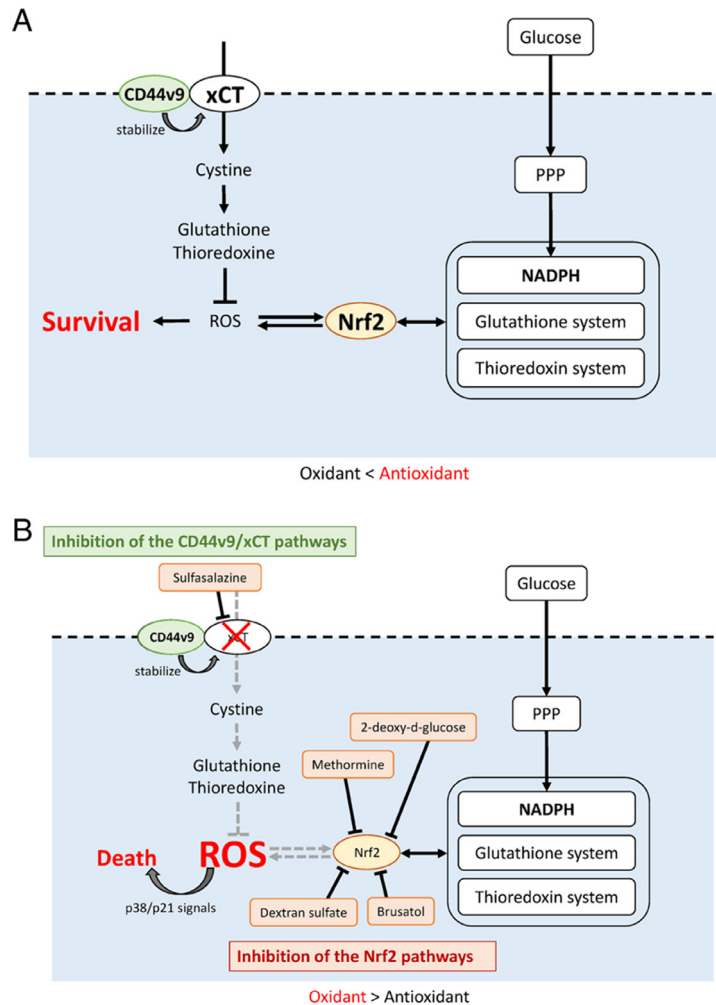 A
Glucose
CD44v9
xCT
stabilize
Cystine
PPP
Glutathione
Thioredoxine
NADPH
Survival
ROS
Nrf2
Glutathione system
Thioredoxin system
Oxidant < Antioxidant
B
Inhibition of the CD44v9/xCT pathways
Sulfasalazine
Glucose
CD44v9
xCT
stabilize
Cystine
PPP
2-deoxy-d-glucose
Glutathione
Thioredoxine
Methormine
NADPH
Death
ROS
Nrf2
Glutathione system
p38/p21 signals
Dextran sulfate
Brusatol
Thioredoxin system
Inhibition of the Nrf2 pathways
Oxidant > Antioxidant